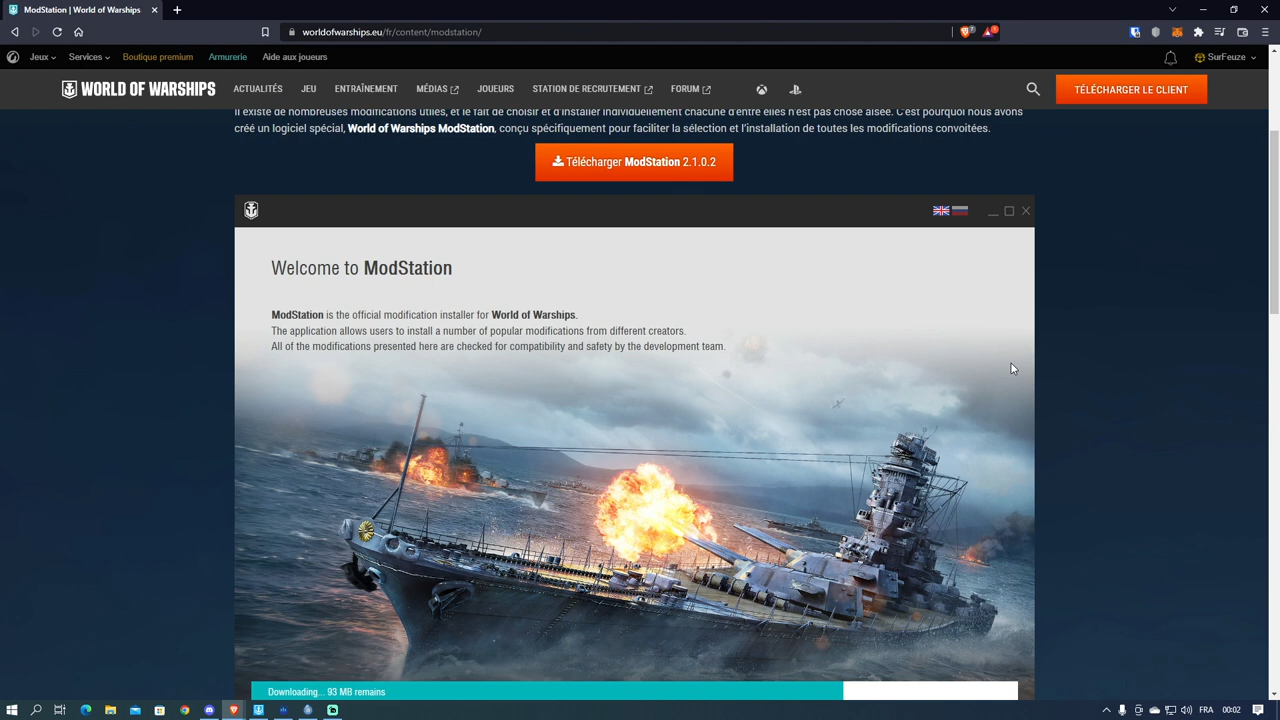 ModStation | World of Warships
worldofwarships.eu/fr/content/modstation/
Jeux
Services
Boutique premium
Armurerie
Aide aux joueurs
SurFeuze
WORLD OF WARSHIPS
ACTUALITÉS
JEU
ENTRAÎNEMENT
MÉDIAS
JOUEURS
STATION DE RECRUTEMENT
FORUM
TÉLÉCHARGER LE CLIENT
Il existe de nombreuses modifications utiles, et le fait de choisir et d'installer individuellement chacune d'entre elles n'est pas chose aisée. C'est pourquoi nous avons
créé un logiciel spécial, World of Warships ModStation, conçu spécifiquement pour faciliter la sélection et l'installation de toutes les modifications convoitées.
Télécharger ModStation 2.1.0.2
Welcome to ModStation
ModStation is the official modification installer for World of Warships.
The application allows users to install a number of popular modifications from different creators.
All of the modifications presented here are checked for compatibility and safety by the development team.
Downloading... 93 MB remains
FRA
00:02